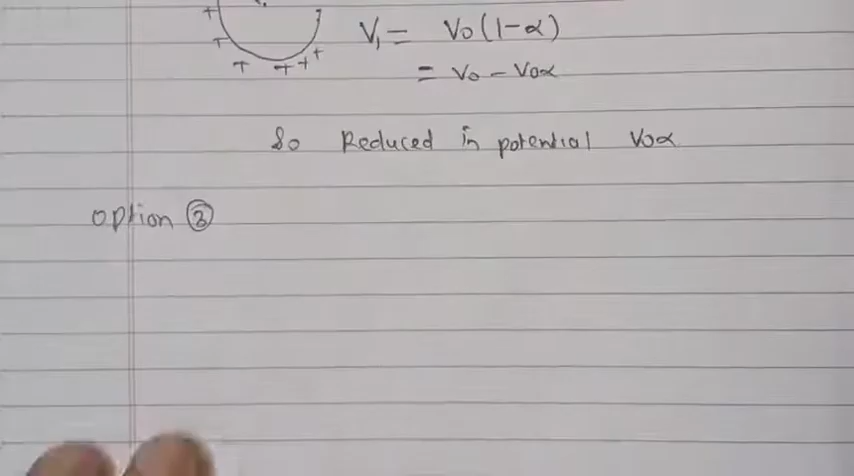 V₁ = V₀(1-α)
= V₀ - V₀α
So Reduced in potential V₀α
option ③